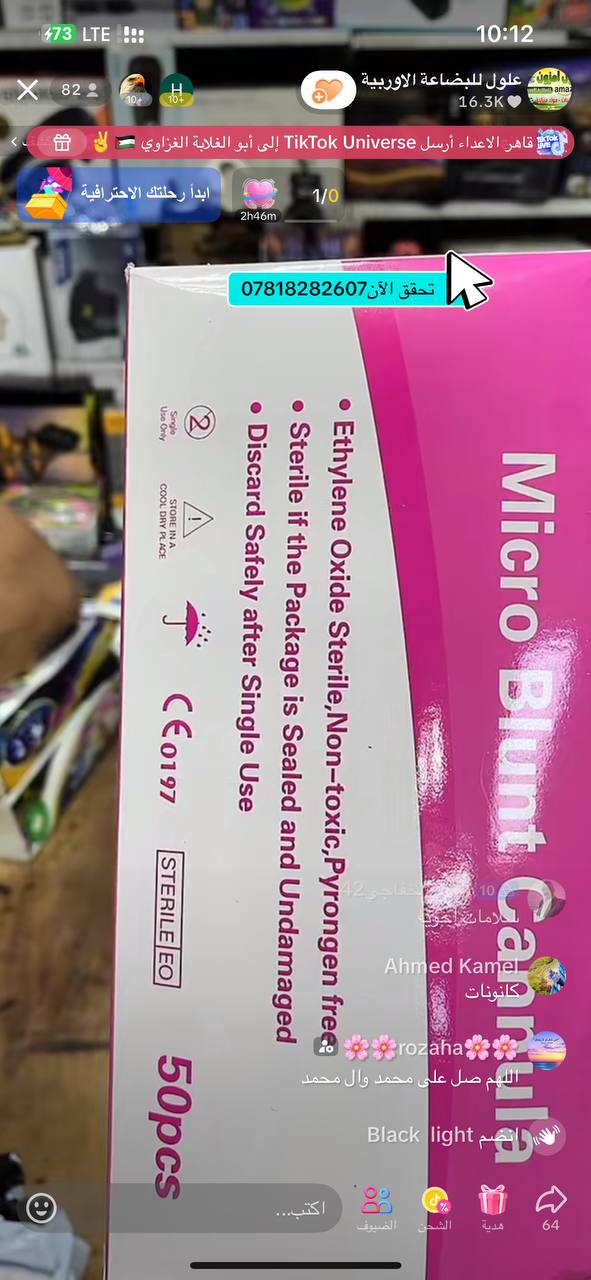 73 LTE
10:12
علول للبضاعة الاوربية
16.3K
82
10+
H
10+
قاهر الاعداء أرسل TikTok Universe إلى أبو الغلابة الغزاوي
ابدأ رحلتك الاحترافية
2h46m
1/0
تحقق الآن07818282607
Micro Blunt Cannula
• Ethylene Oxide Sterile,Non-toxic,Pyrongen free
• Sterile if the Package is Sealed and Undamaged
• Discard Safely after Single Use
2
Single
Use Only
STORE IN A
COOL DRY PLACE
CE0197
STERILE EO
50pcs
10
Ahmed Kamel
كانونات
rozaha
اللهم صل على محمد وال محمد
Black light انضم
اكتب...
الضيوف
الشحن
هدية
64